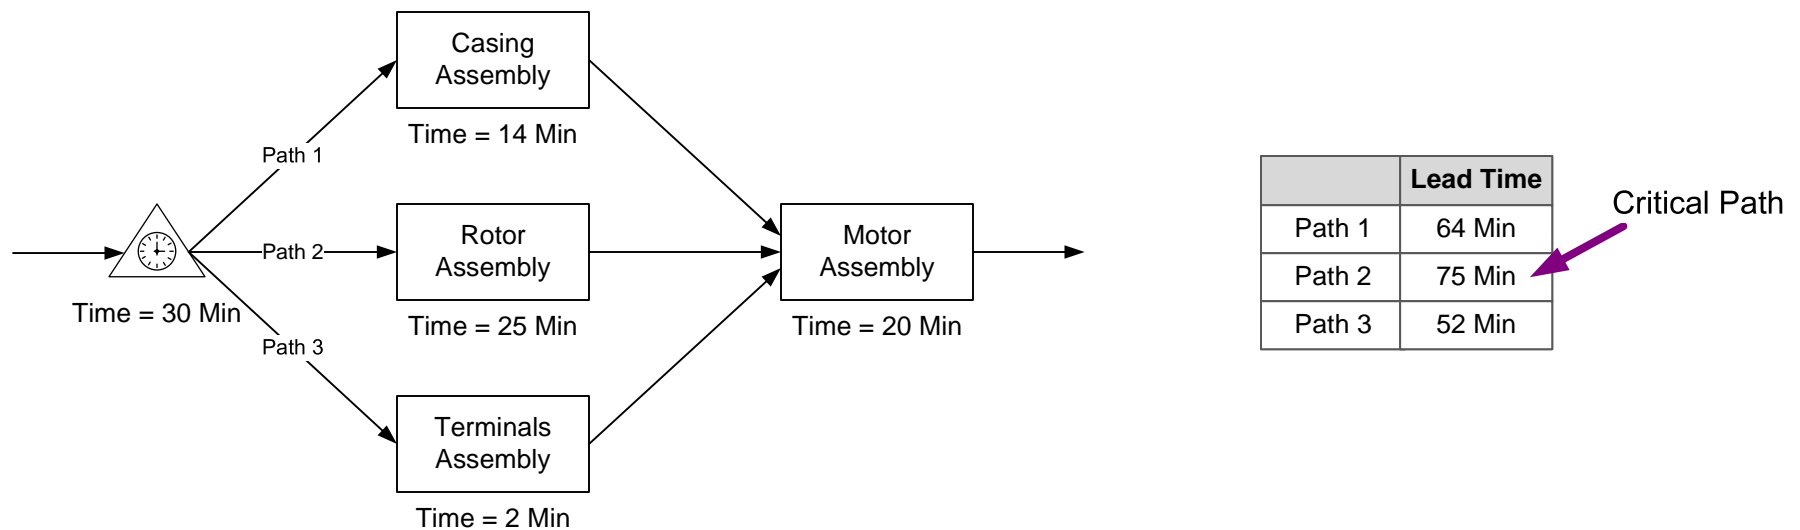 Casing
Assembly
Time = 14 Min
Path 1
Time = 30 Min
Path 2
Rotor
Assembly
Time = 25 Min
Motor
Assembly
Time = 20 Min
Path 3
Terminals
Assembly
Time = 2 Min
Lead Time
Path 1 64 Min
Path 2 75 Min
Path 3 52 Min
Critical Path